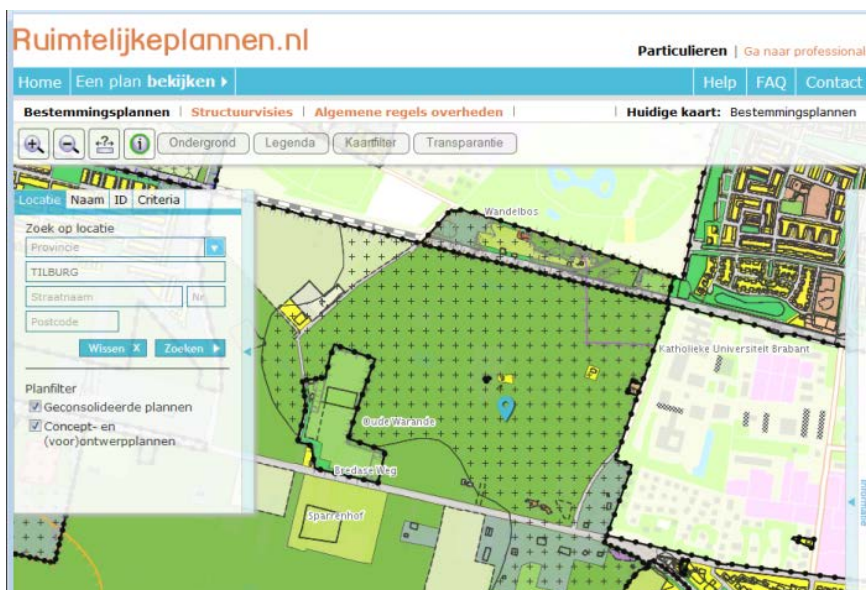 Ruimtelijkeplannen.nl
Particulieren | Ga naar professional
Home Een plan bekijken
Help FAQ Contact
Bestemmingsplannen | Structuurvisies | Algemene regels overheden |
| Huidige kaart: Bestemmingsplannen
Ondergrond Legenda Kaartfilter Transparantie
Locatie Naam ID Criteria
Zoek op locatie
Provincie
TILBURG
Straatnaam Nr
Postcode
Wissen X Zoeken
Planfilter
Geconsolideerde plannen
Concept- en
(voor)ontwerpplannen
Wandelbos
Katholieke Universiteit Brabant
Oude Warande
Bredase Weg
Sparrenhof
Informatie